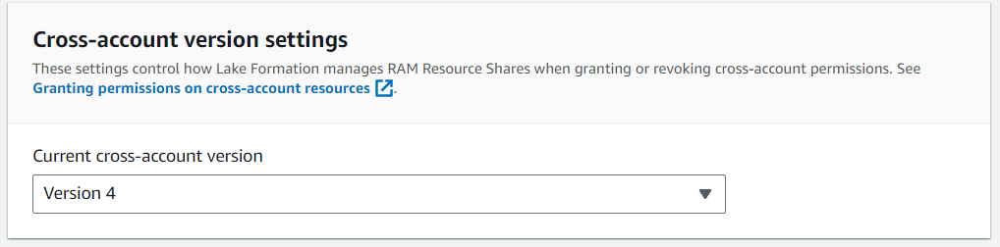 Cross-account version settings
These settings control how Lake Formation manages RAM Resource Shares when granting or revoking cross-account permissions. See
Granting permissions on cross-account resources.
Current cross-account version
Version 4